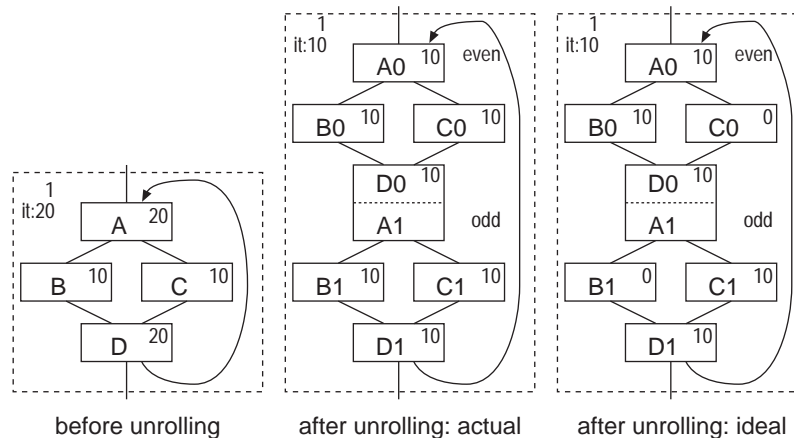 1
it:20
A 20
B 10
C 10
D 20
before unrolling
1
it:10
A0 10
even
B0 10
C0 10
D0 10
A1
odd
B1 10
C1 10
D1 10
after unrolling: actual
1
it:10
A0 10
even
B0 10
C0 0
D0 10
A1
odd
B1 0
C1 10
D1 10
after unrolling: ideal